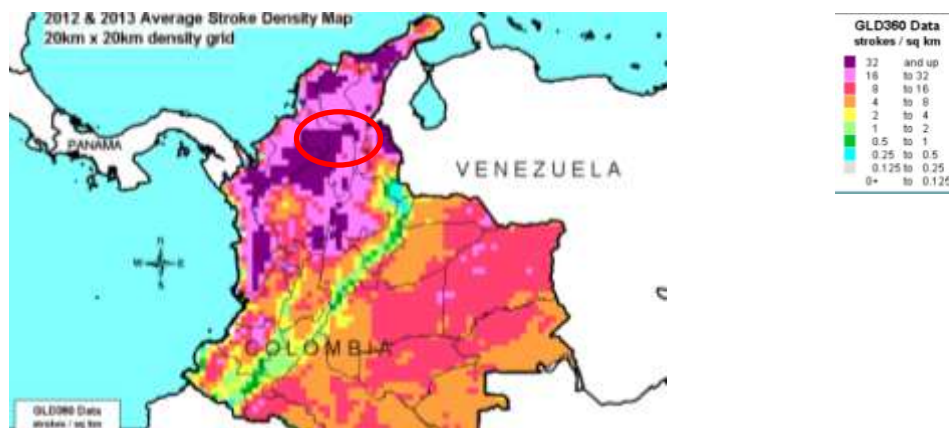 2012 & 2013 Average Stroke Density Map
20km x 20km density grid
PANAMA
VENEZUELA
N
W
E
S
COLOMBIA
GLD360 Data
strokes / sq km
GLD360 Data
strokes / sq km
32 and up
16 to 32
8 to 16
4 to 8
2 to 4
1 to 2
0.5 to 1
0.25 to 0.5
0.125 to 0.25
0+ to 0.125